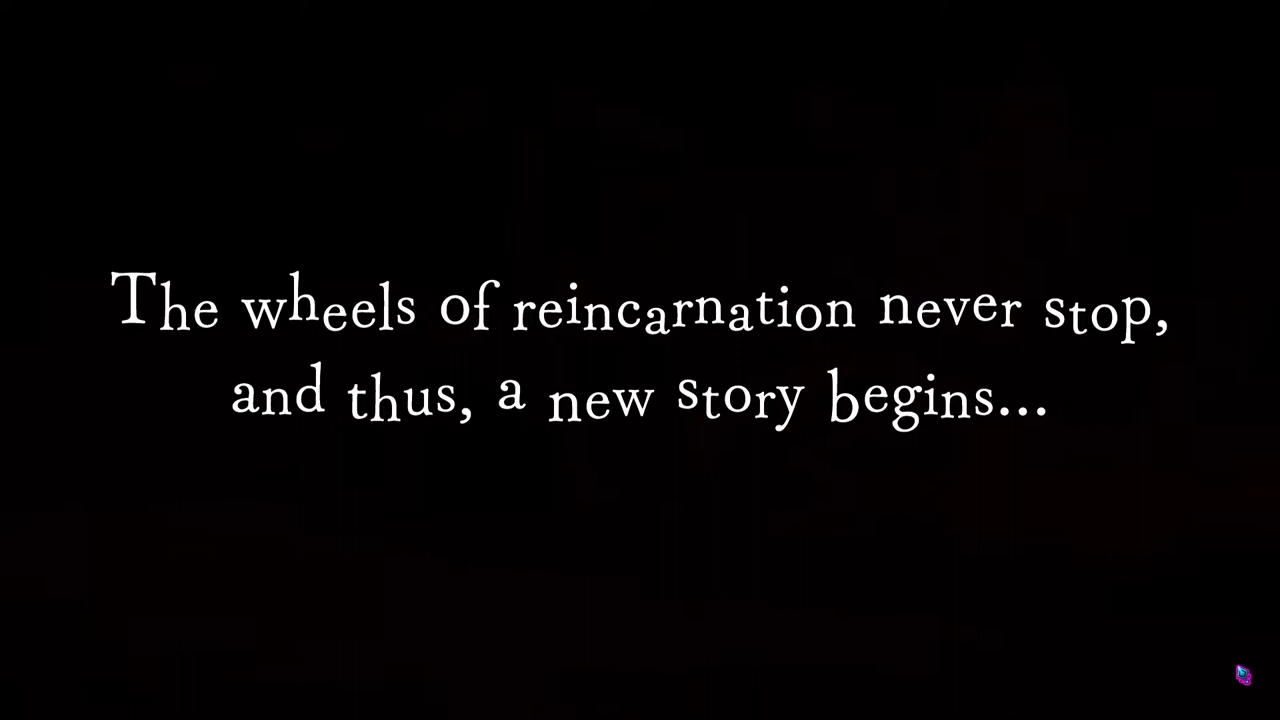 The wheels of reincarnation never stop,
and thus, a new story begins...